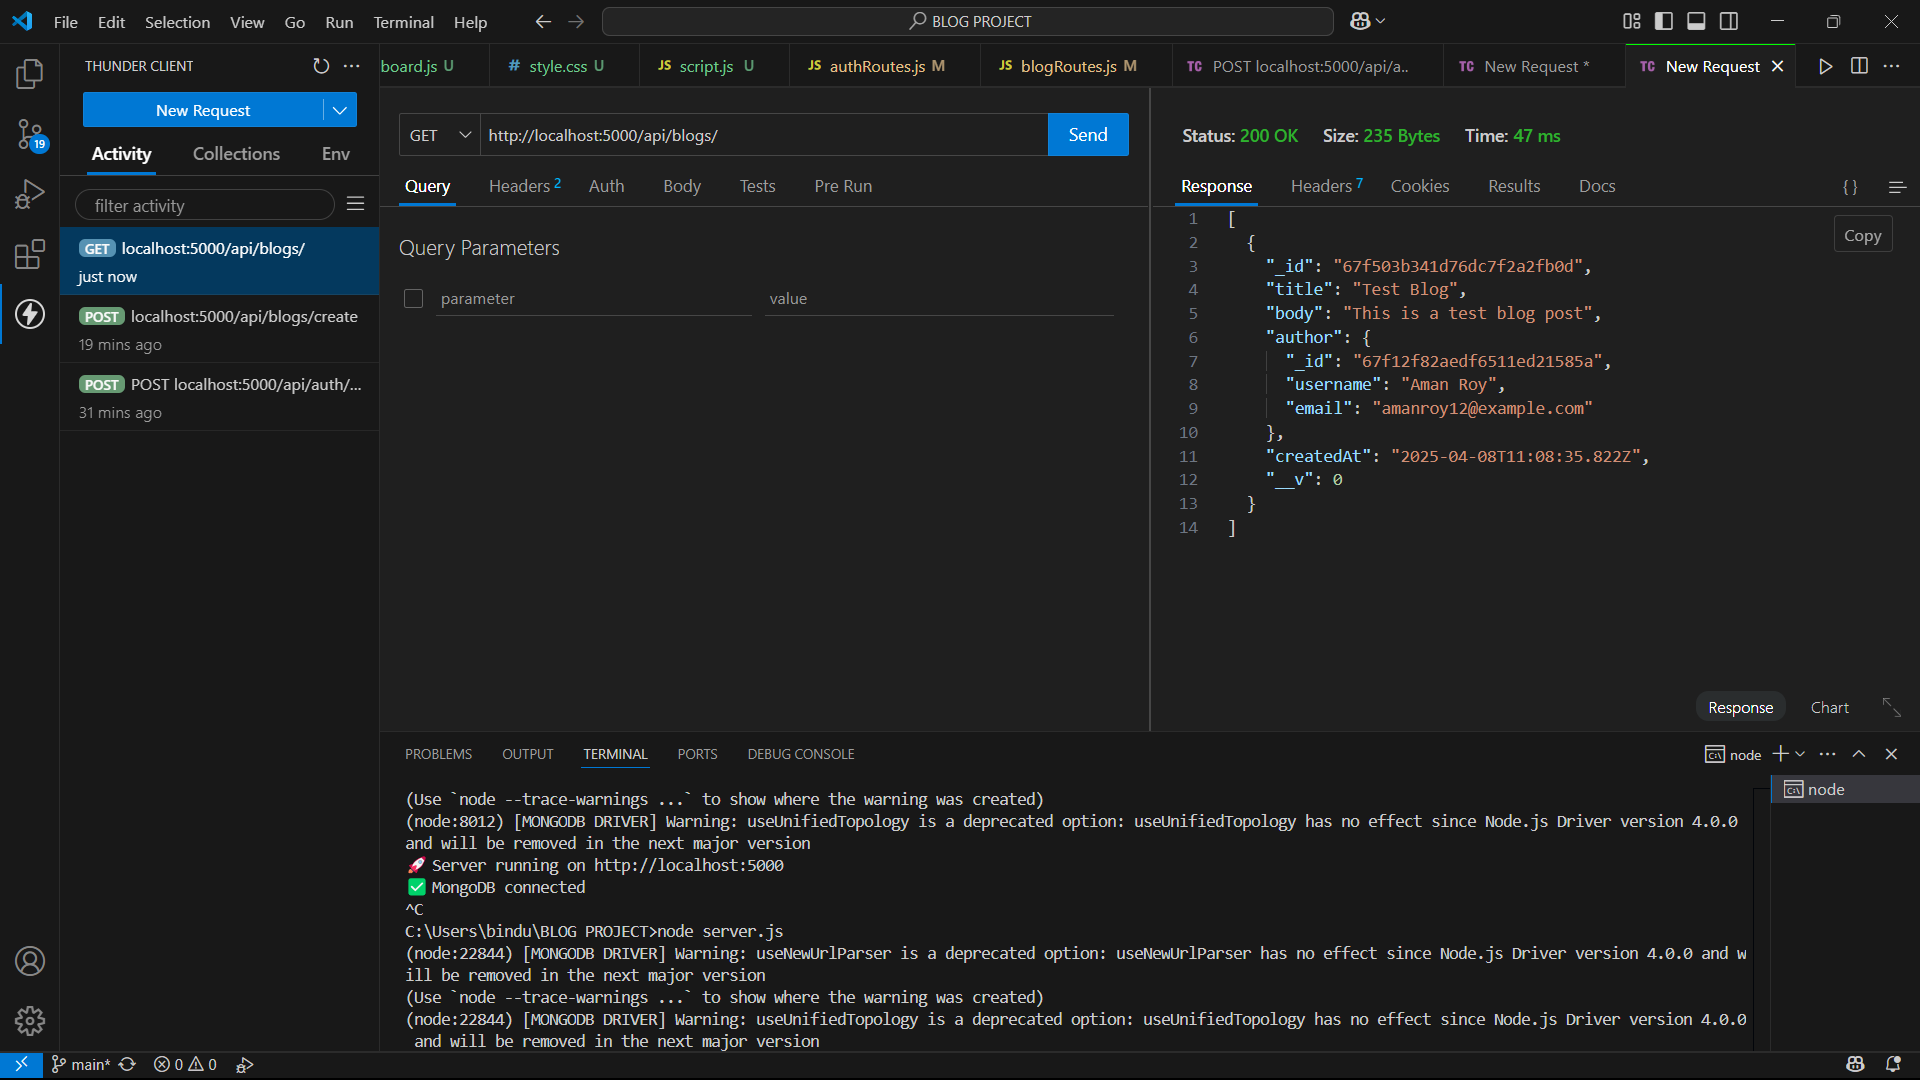 File Edit Selection View Go Run Terminal Help
BLOG PROJECT
THUNDER CLIENT
New Request
Activity Collections Env
filter activity
GET localhost:5000/api/blogs/
just now
POST localhost:5000/api/blogs/create
19 mins ago
POST POST localhost:5000/api/auth/...
31 mins ago
19
board.js U
# style.css U
JS script.js U
JS authRoutes.js M
JS blogRoutes.js M
TC POST localhost:5000/api/a..
TC New Request *
TC New Request
GET http://localhost:5000/api/blogs/ Send
Query Headers 2 Auth Body Tests Pre Run
Query Parameters
parameter value
Status: 200 OK Size: 235 Bytes Time: 47 ms
Response Headers 7 Cookies Results Docs
{ }
Copy
1 [
2 {
3 "_id": "67f503b341d76dc7f2a2fb0d",
4 "title": "Test Blog",
5 "body": "This is a test blog post",
6 "author": {
7 "_id": "67f12f82aedf6511ed21585a",
8 "username": "Aman Roy",
9 "email": "amanroy12@example.com"
10 },
11 "createdAt": "2025-04-08T11:08:35.822Z",
12 "__v": 0
13 }
14 ]
Response Chart
PROBLEMS OUTPUT TERMINAL PORTS DEBUG CONSOLE
node
node
(Use `node --trace-warnings ...` to show where the warning was created)
(node:8012) [MONGODB DRIVER] Warning: useUnifiedTopology is a deprecated option: useUnifiedTopology has no effect since Node.js Driver version 4.0.0
and will be removed in the next major version
🚀 Server running on http://localhost:5000
✅ MongoDB connected
^C
C:\Users\bindu\BLOG PROJECT>node server.js
(node:22844) [MONGODB DRIVER] Warning: useNewUrlParser is a deprecated option: useNewUrlParser has no effect since Node.js Driver version 4.0.0 and w
ill be removed in the next major version
(Use `node --trace-warnings ...` to show where the warning was created)
(node:22844) [MONGODB DRIVER] Warning: useUnifiedTopology is a deprecated option: useUnifiedTopology has no effect since Node.js Driver version 4.0.0
and will be removed in the next major version
main* 0 0